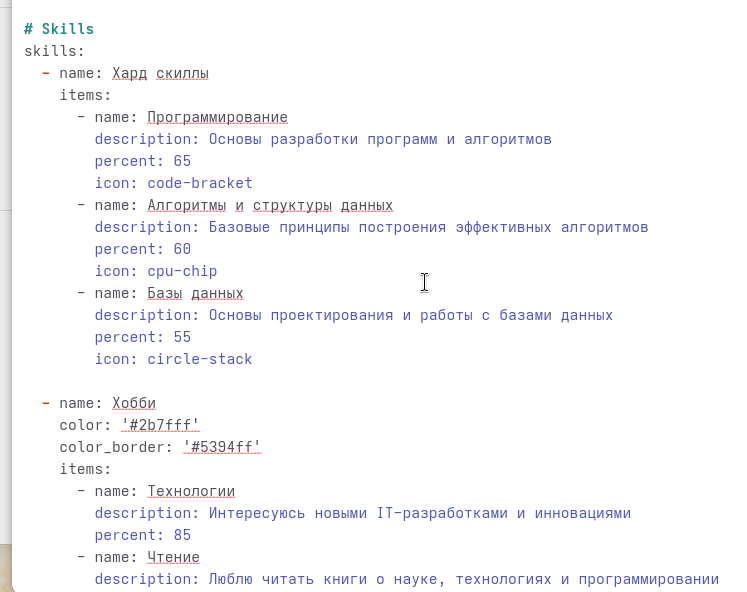 # Skills
skills:
  - name: Хард скиллы
    items:
      - name: Программирование
        description: Основы разработки программ и алгоритмов
        percent: 65
        icon: code-bracket
      - name: Алгоритмы и структуры данных
        description: Базовые принципы построения эффективных алгоритмов
        percent: 60
        icon: cpu-chip
      - name: Базы данных
        description: Основы проектирования и работы с базами данных
        percent: 55
        icon: circle-stack
  - name: Хобби
    color: '#2b7fff'
    color_border: '#5394ff'
    items:
      - name: Технологии
        description: Интересуюсь новыми IT-разработками и инновациями
        percent: 85
      - name: Чтение
        description: Люблю читать книги о науке, технологиях и программировании